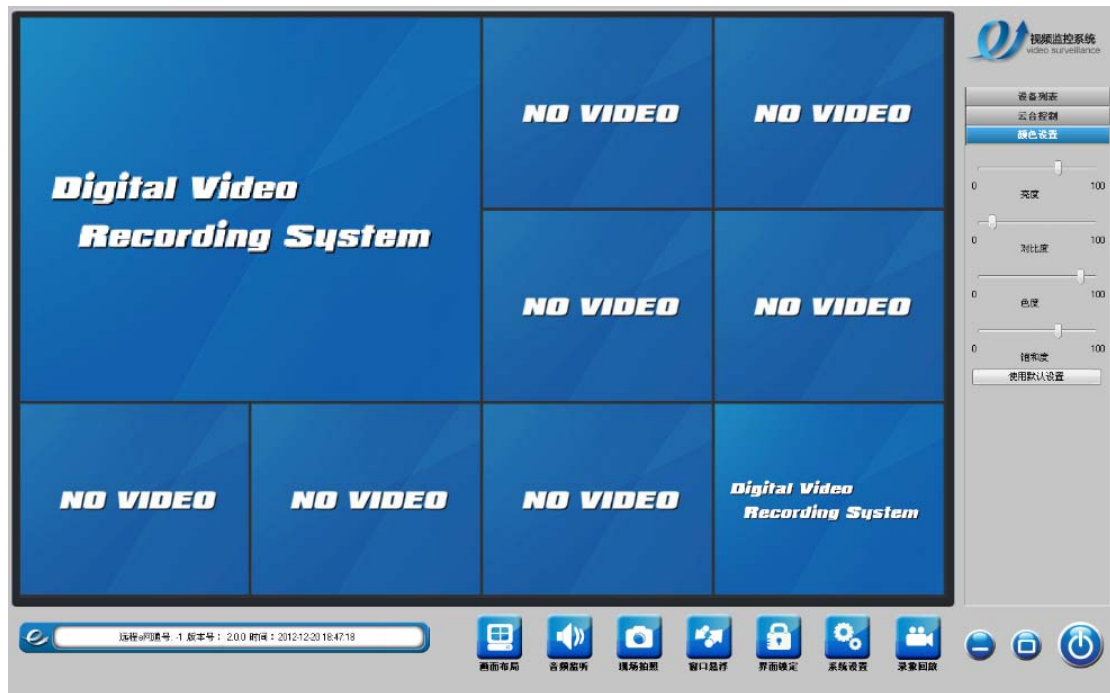 视频监控系统
video surveillance
设备列表
云台控制
颜色设置
0 100
亮度
0 100
对比度
0 100
色度
0 100
饱和度
使用默认设置
Digital Video
Recording System
NO VIDEO
NO VIDEO
NO VIDEO
NO VIDEO
NO VIDEO
NO VIDEO
NO VIDEO
Digital Video
Recording System
远程e网通号: -1 版本号: 2.0.0 时间: 2012-12-20 18:47:18
画面布局
音频监听
现场拍照
窗口悬浮
界面锁定
系统设置
录象回放